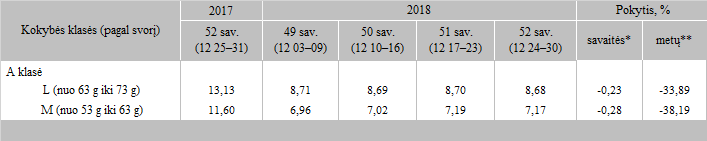 Kokybės klasės (pagal svorį) 2017 2018 Pokytis, %
52 sav. (12 25–31) 49 sav. (12 03–09) 50 sav. (12 10–16) 51 sav. (12 17–23) 52 sav. (12 24–30) savaitės* metų**
A klasė
L (nuo 63 g iki 73 g) 13,13 8,71 8,69 8,70 8,68 -0,23 -33,89
M (nuo 53 g iki 63 g) 11,60 6,96 7,02 7,19 7,17 -0,28 -38,19